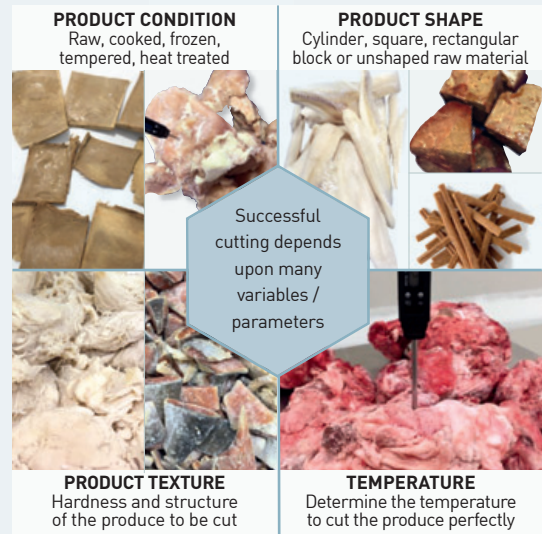 PRODUCT CONDITION
Raw, cooked, frozen,
tempered, heat treated
PRODUCT SHAPE
Cylinder, square, rectangular
block or unshaped raw material
Successful
cutting depends
upon many
variables /
parameters
PRODUCT TEXTURE
Hardness and structure
of the produce to be cut
TEMPERATURE
Determine the temperature
to cut the produce perfectly